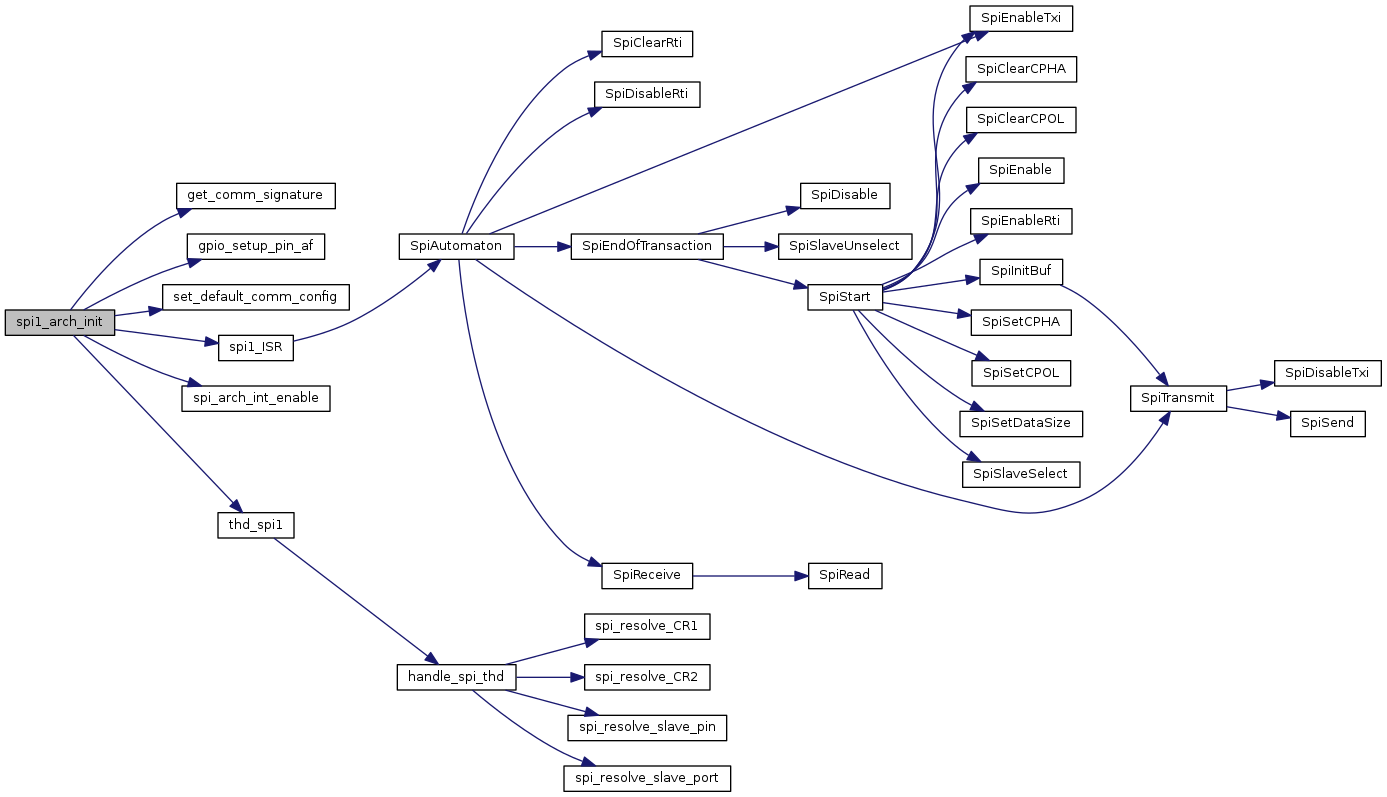 SpiEnableTxi
SpiClearRti
SpiClearCPHA
SpiDisableRti
SpiClearCPOL
SpiEnable
get_comm_signature
SpiDisable
SpiEnableRti
gpio_setup_pin_af
SpiAutomaton
SpiEndOfTransaction
SpiSlaveUnselect
SpiInitBuf
set_default_comm_config
SpiStart
spi1_arch_init
SpiSetCPHA
spi1_ISR
SpiSetCPOL
SpiDisableTxi
spi_arch_int_enable
SpiTransmit
SpiSetDataSize
SpiSend
SpiSlaveSelect
thd_spi1
SpiReceive
SpiRead
spi_resolve_CR1
handle_spi_thd
spi_resolve_CR2
spi_resolve_slave_pin
spi_resolve_slave_port